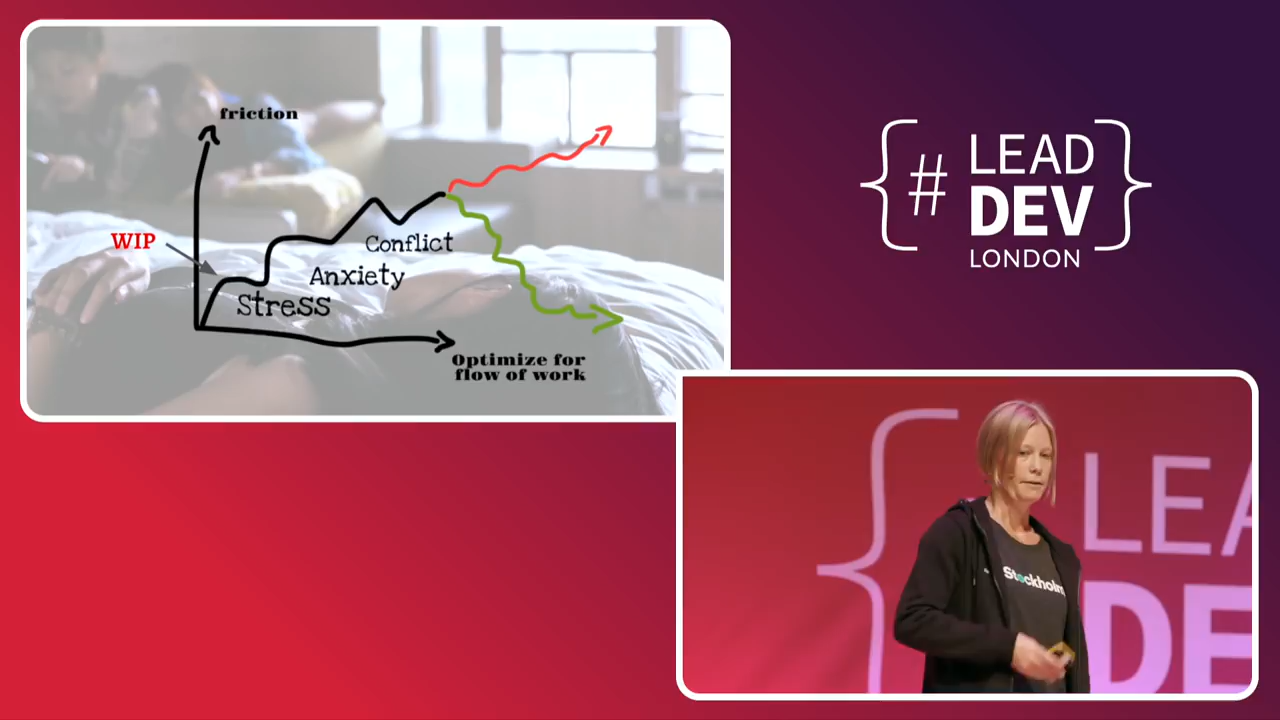 friction
WIP
Conflict
Anxiety
Stress
Optimize for
flow of work
{#
LEAD
DEV
LONDON
}
{
LEA
DE
Stockholm